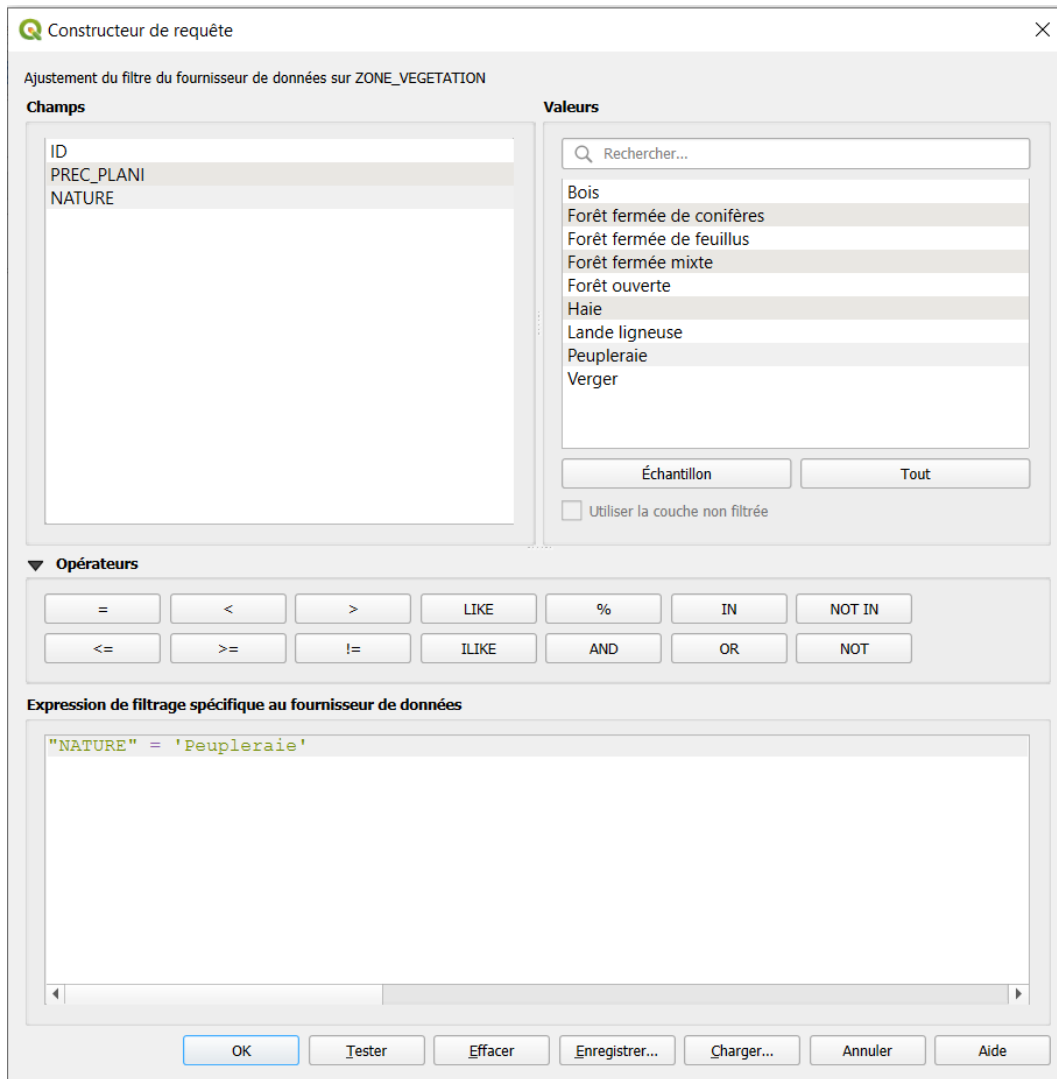 Constructeur de requête
Ajustement du filtre du fournisseur de données sur ZONE_VEGETATION
Champs
ID
PREC_PLANI
NATURE
Valeurs
Rechercher...
Bois
Forêt fermée de conifères
Forêt fermée de feuillus
Forêt fermée mixte
Forêt ouverte
Haie
Lande ligneuse
Peupleraie
Verger
Échantillon Tout
Utiliser la couche non filtrée
Opérateurs
= < > LIKE % IN NOT IN
<= >= != ILIKE AND OR NOT
Expression de filtrage spécifique au fournisseur de données
"NATURE" = 'Peupleraie'
OK Tester Effacer Enregistrer... Charger... Annuler Aide